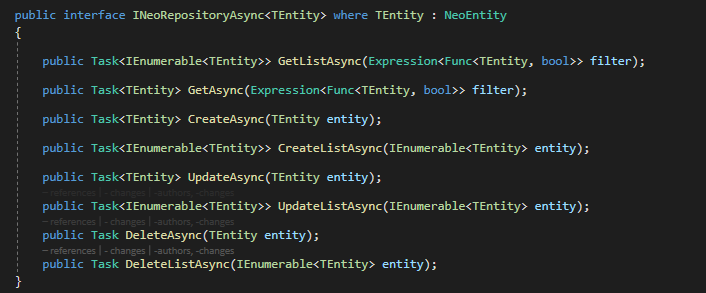 public interface INeoRepositoryAsync<TEntity> where TEntity : NeoEntity
{
public Task<IEnumerable<TEntity>> GetListAsync(Expression<Func<TEntity, bool>> filter);
public Task<TEntity> GetAsync(Expression<Func<TEntity, bool>> filter);
public Task<TEntity> CreateAsync(TEntity entity);
public Task<IEnumerable<TEntity>> CreateListAsync(IEnumerable<TEntity> entity);
public Task<TEntity> UpdateAsync(TEntity entity);
– references | - changes | -authors, -changes
public Task<IEnumerable<TEntity>> UpdateListAsync(IEnumerable<TEntity> entity);
– references | - changes | -authors, -changes
public Task DeleteAsync(TEntity entity);
– references | - changes | -authors, -changes
public Task DeleteListAsync(IEnumerable<TEntity> entity);
}